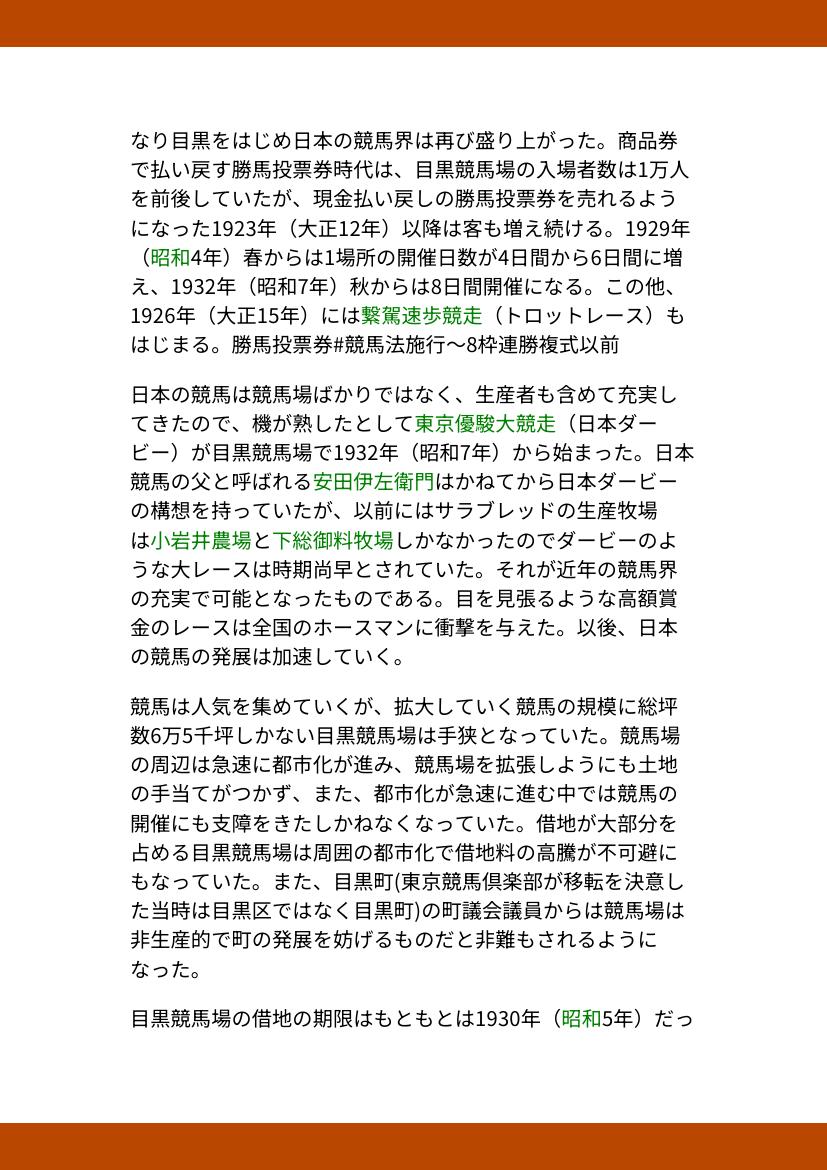 なり目黒をはじめ日本の競馬界は再び盛り上がった。商品券
で払い戻す勝馬投票券時代は、目黒競馬場の入場者数は1万人
を前後していたが、現金払い戻しの勝馬投票券を売れるよう
になった1923年（大正12年）以降は客も増え続ける。1929年
（昭和4年）春からは1場所の開催日数が4日間から6日間に増
え、1932年（昭和7年）秋からは8日間開催になる。この他、
1926年（大正15年）には繋駕速歩競走（トロットレース）も
はじまる。勝馬投票券#競馬法施行～8枠連勝複式以前
日本の競馬は競馬場ばかりではなく、生産者も含めて充実し
てきたので、機が熟したとして東京優駿大競走（日本ダー
ビー）が目黒競馬場で1932年（昭和7年）から始まった。日本
競馬の父と呼ばれる安田伊左衛門はかねてから日本ダービー
の構想を持っていたが、以前にはサラブレッドの生産牧場
は小岩井農場と下総御料牧場しかなかったのでダービーのよ
うな大レースは時期尚早とされていた。それが近年の競馬界
の充実で可能となったものである。目を見張るような高額賞
金のレースは全国のホースマンに衝撃を与えた。以後、日本
の競馬の発展は加速していく。
競馬は人気を集めていくが、拡大していく競馬の規模に総坪
数6万5千坪しかない目黒競馬場は手狭となっていた。競馬場
の周辺は急速に都市化が進み、競馬場を拡張しようにも土地
の手当てがつかず、また、都市化が急速に進む中では競馬の
開催にも支障をきたしかねなくなっていた。借地が大部分を
占める目黒競馬場は周囲の都市化で借地料の高騰が不可避に
もなっていた。また、目黒町(東京競馬倶楽部が移転を決意し
た当時は目黒区ではなく目黒町)の町議会議員からは競馬場は
非生産的で町の発展を妨げるものだと非難もされるように
なった。
目黒競馬場の借地の期限はもともとは1930年（昭和5年）だっ